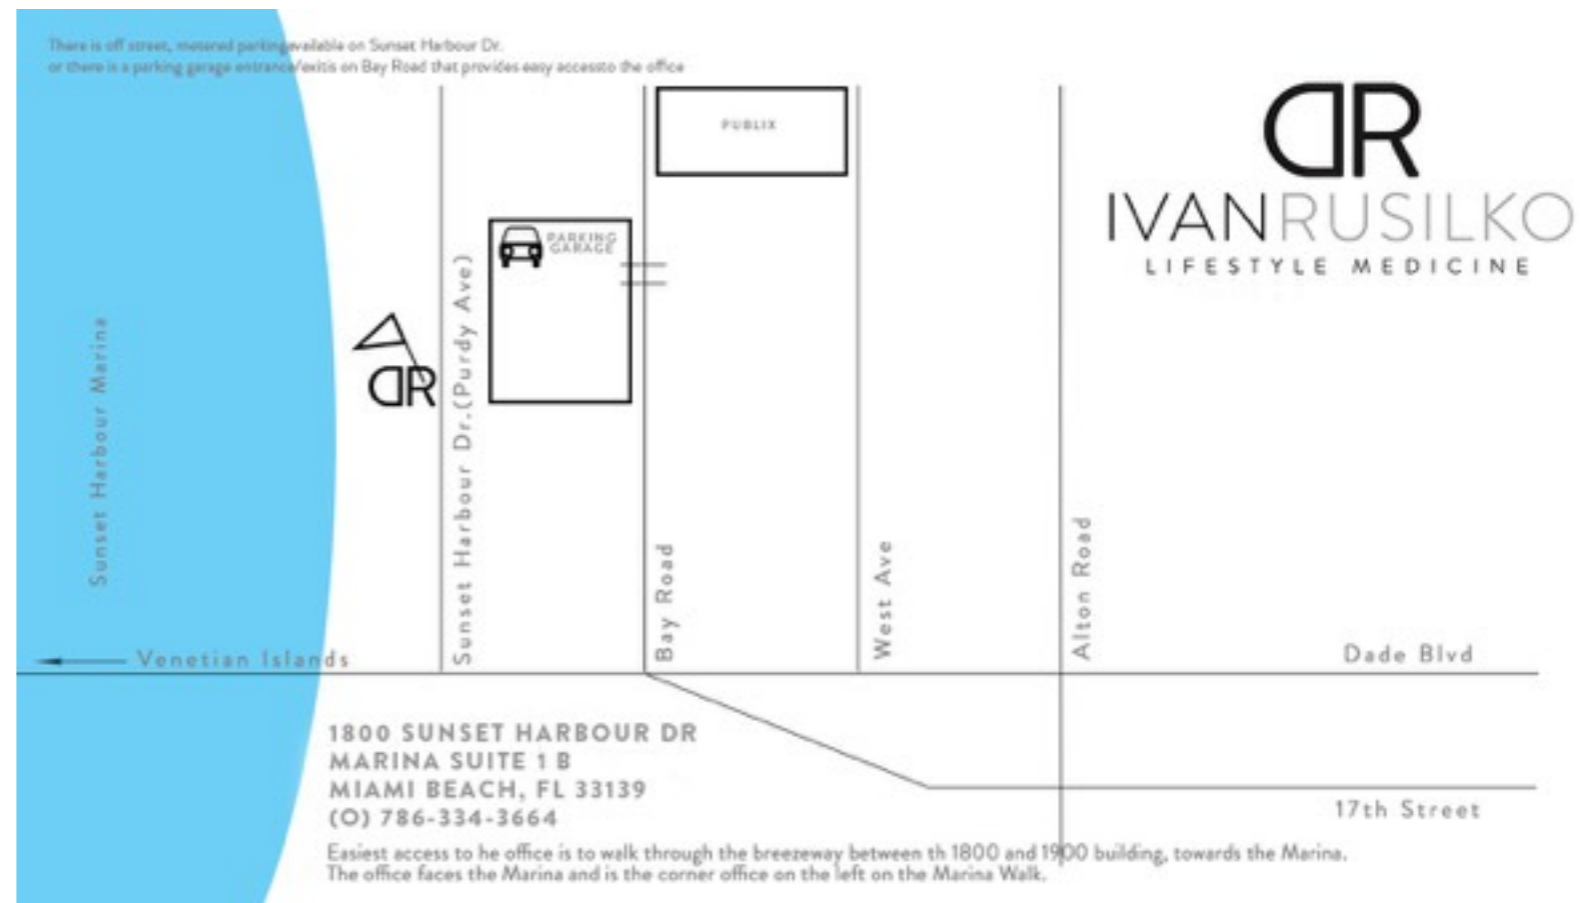 There is off street, metered parkingavailable on Sunset Harbour Dr.
or there is a parking garage entrance/exitis on Bay Road that provides easy accessto the office
DR
IVANRUSILKO
LIFESTYLE MEDICINE
PUBLIX
PARKING
GARAGE
DR
Sunset Harbour Marina
Sunset Harbour Dr.(Purdy Ave)
Bay Road
West Ave
Alton Road
Venetian Islands
Dade Blvd
17th Street
1800 SUNSET HARBOUR DR
MARINA SUITE 1 B
MIAMI BEACH, FL 33139
(O) 786-334-3664
Easiest access to he office is to walk through the breezeway between th 1800 and 1900 building, towards the Marina.
The office faces the Marina and is the corner office on the left on the Marina Walk.